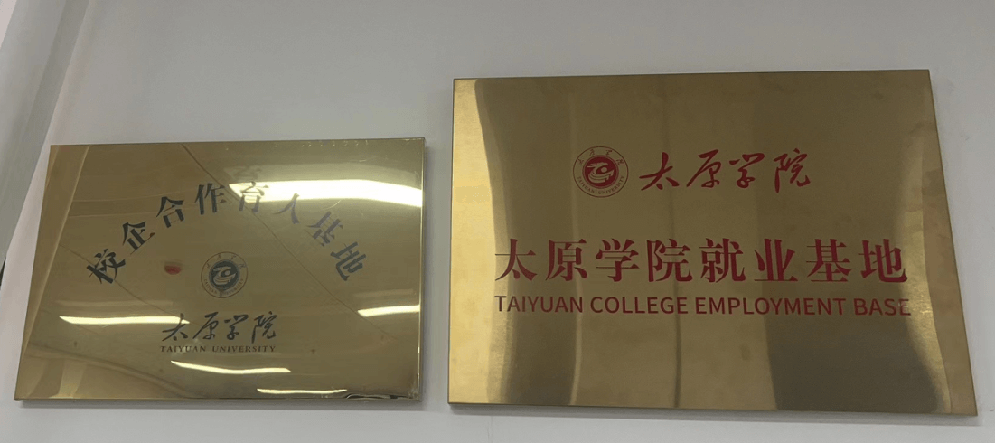 校企合作育人基地
太原学院
TAIYUAN UNIVERSITY
太原学院
太原学院就业基地
TAIYUAN COLLEGE EMPLOYMENT BASE